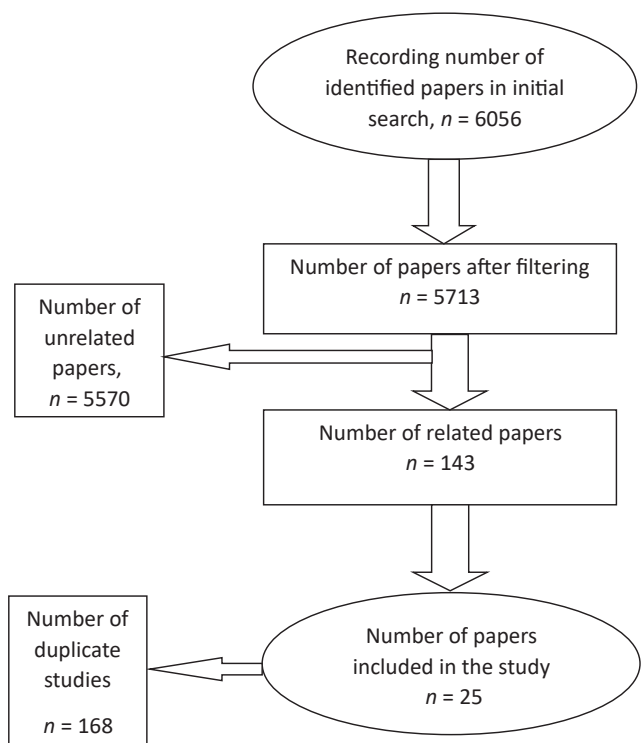 Recording number of
identified papers in initial
search, n = 6056
Number of papers after filtering
n = 5713
Number of
unrelated
papers,
n = 5570
Number of related papers
n = 143
Number of
duplicate
studies
n = 168
Number of papers
included in the study
n = 25